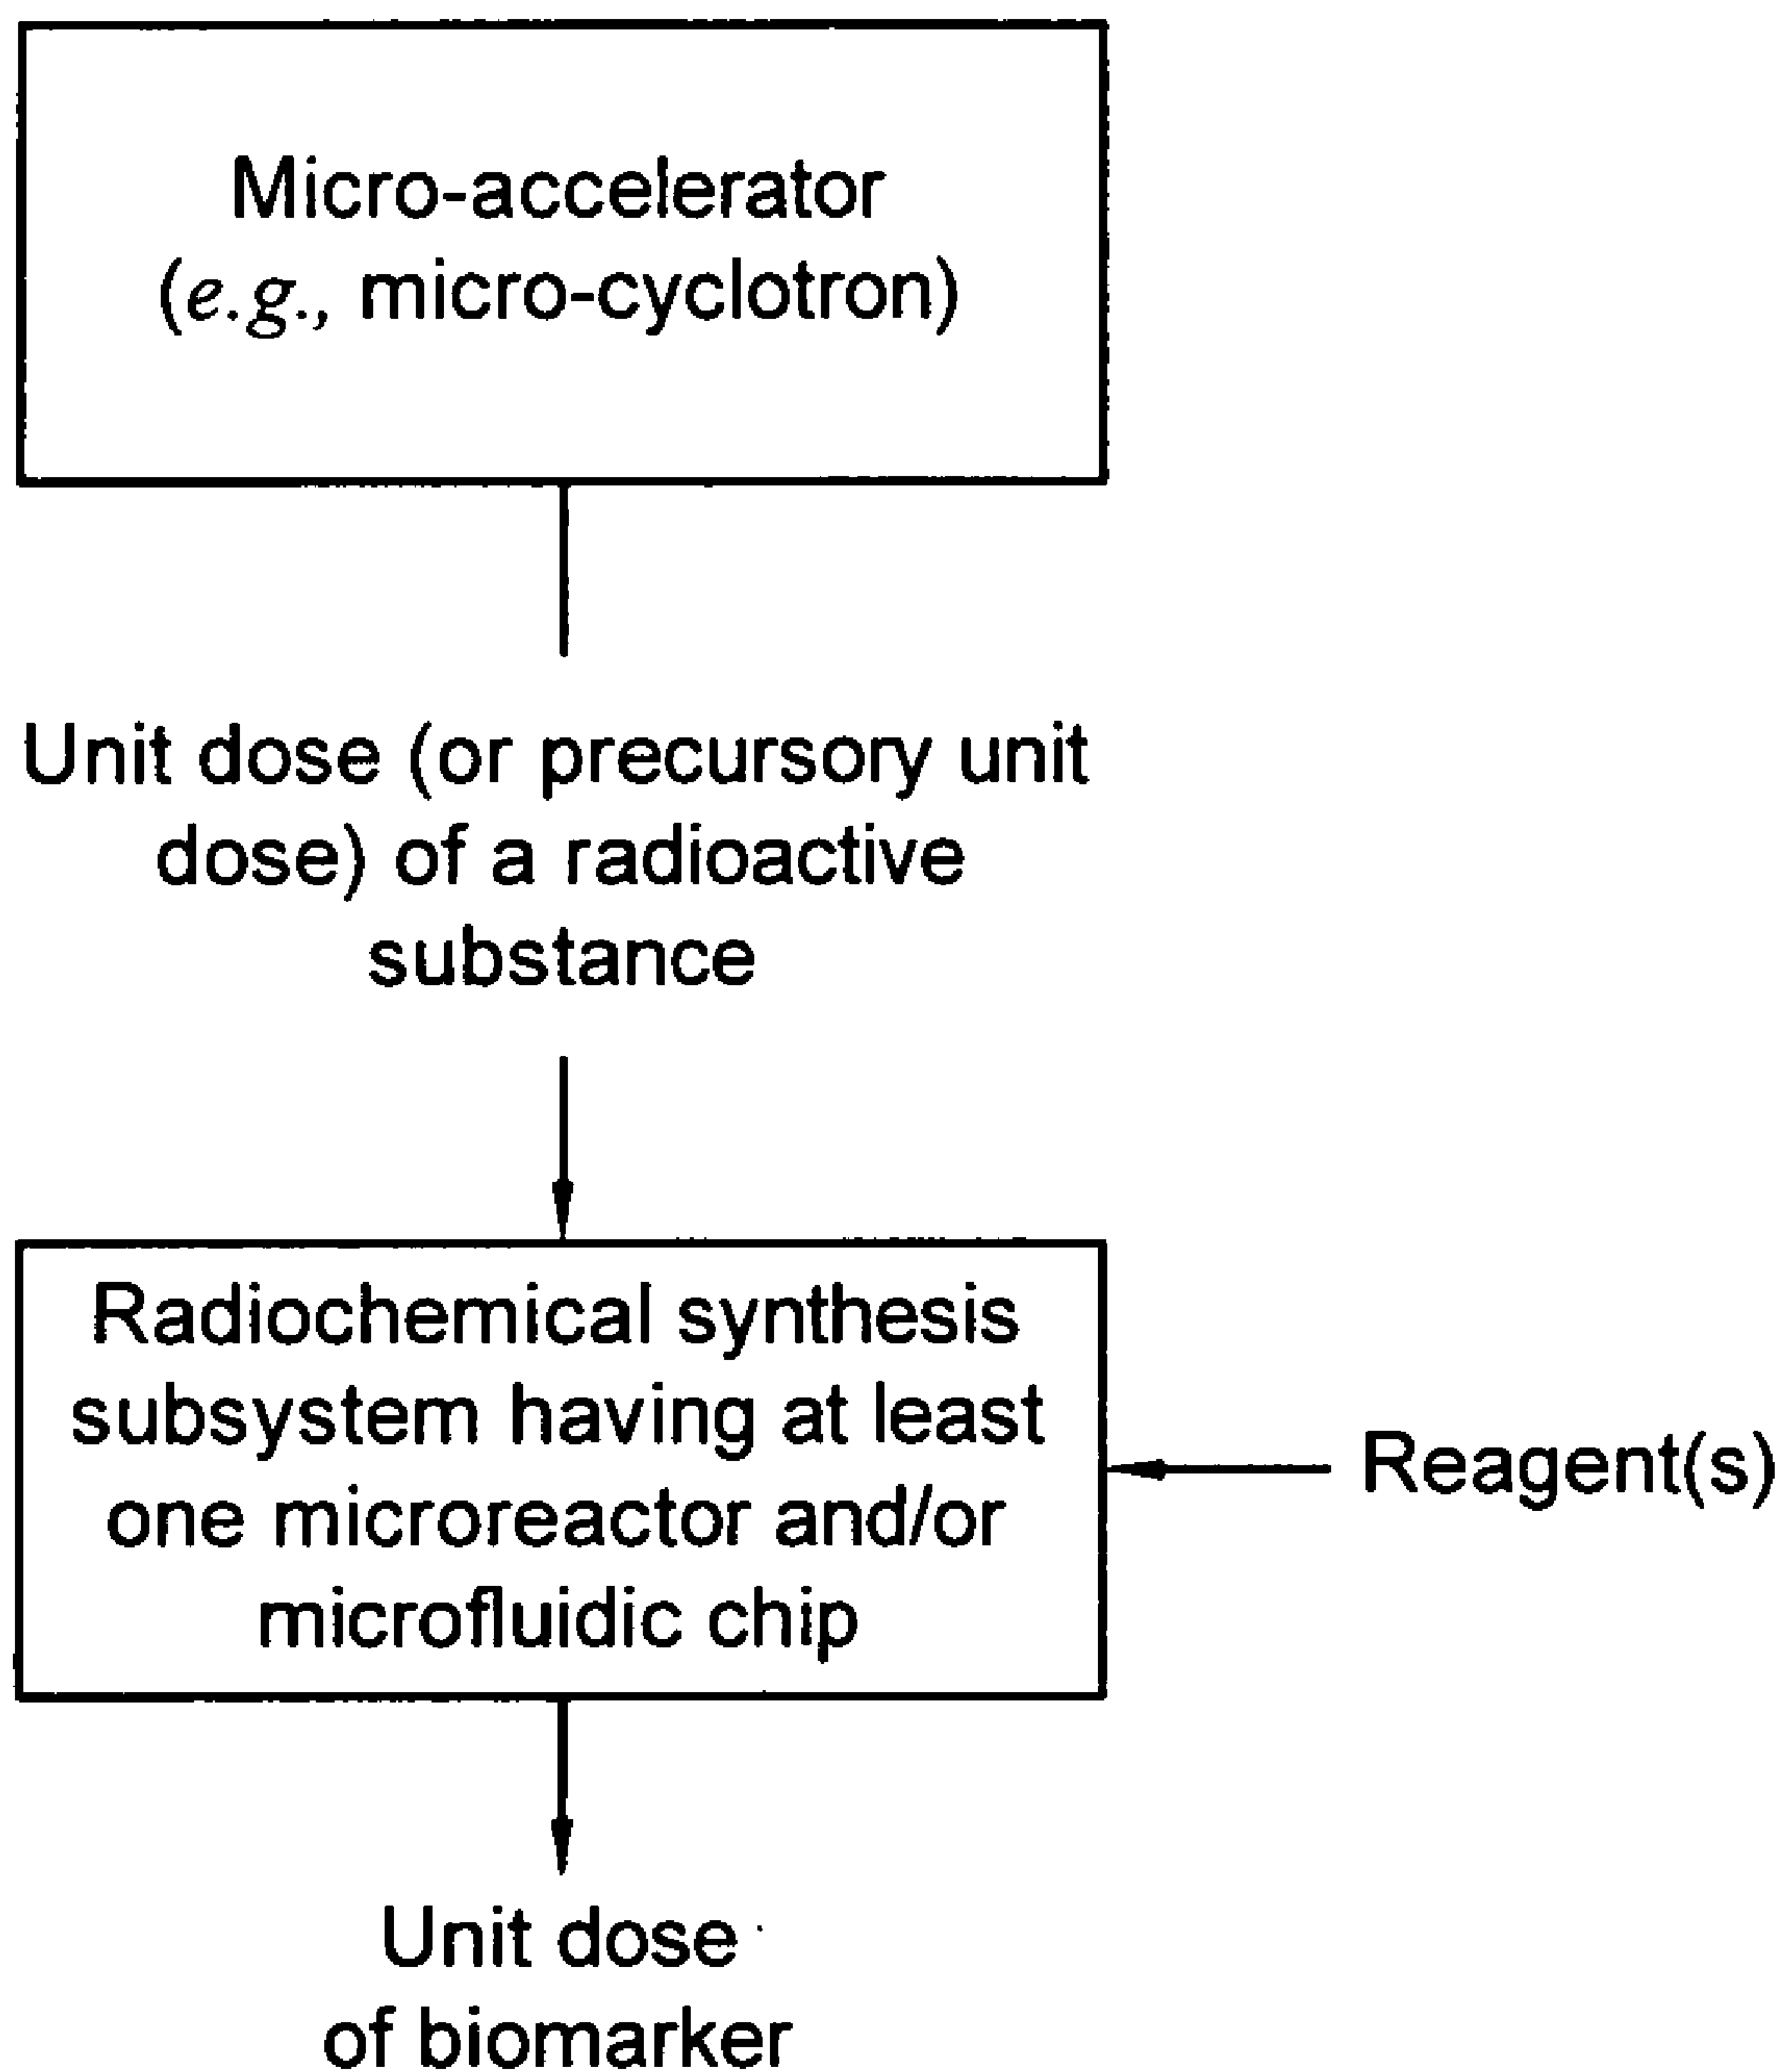 Micro-accelerator
(e.g., micro-cyclotron)
Unit dose (or precursory unit
dose) of a radioactive
substance
Radiochemical synthesis
subsystem having at least
one microreactor and/or
microfluidic chip
Reagent(s)
Unit dose
of biomarker